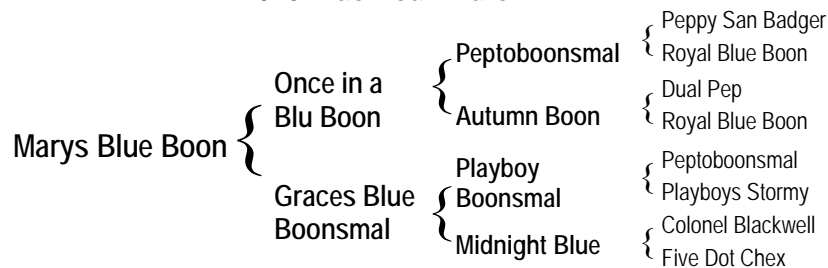 Peppy San Badger
Peptoboonsmal
Royal Blue Boon
Once in a
Blu Boon
Dual Pep
Autumn Boon
Royal Blue Boon
Marys Blue Boon
Peptoboonsmal
Playboy
Boonsmal
Playboys Stormy
Graces Blue
Boonsmal
Colonel Blackwell
Midnight Blue
Five Dot Chex